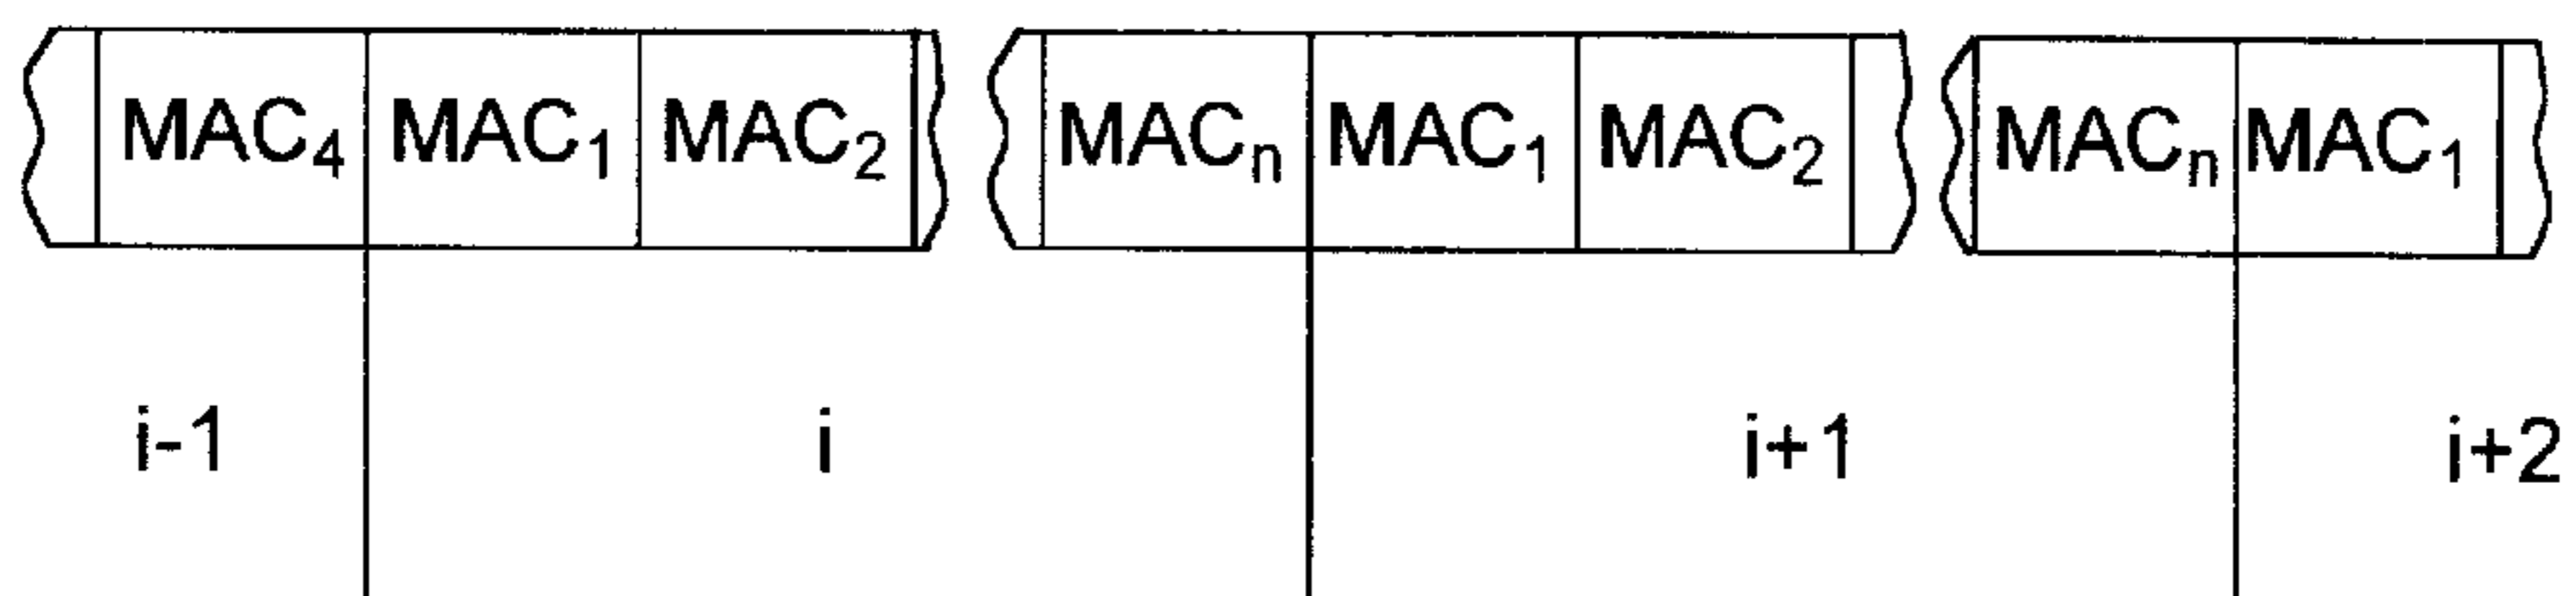 MAC₄ MAC₁ MAC₂ MACₙ MAC₁ MAC₂ MACₙ MAC₁
i-1 i i+1 i+2